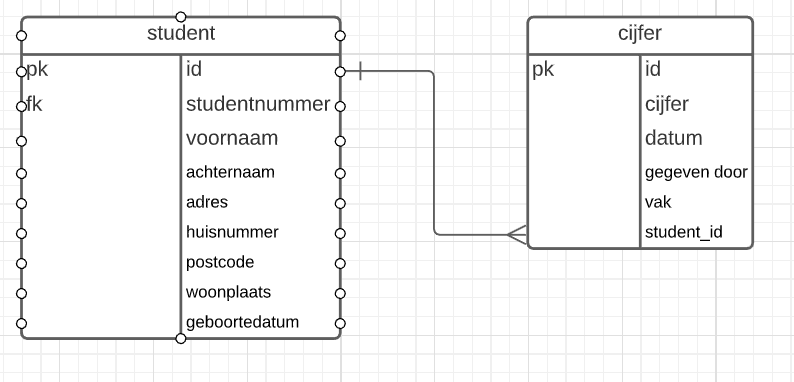 student
pk id
fk studentnummer
voornaam
achternaam
adres
huisnummer
postcode
woonplaats
geboortedatum
cijfer
pk id
cijfer
datum
gegeven door
vak
student_id